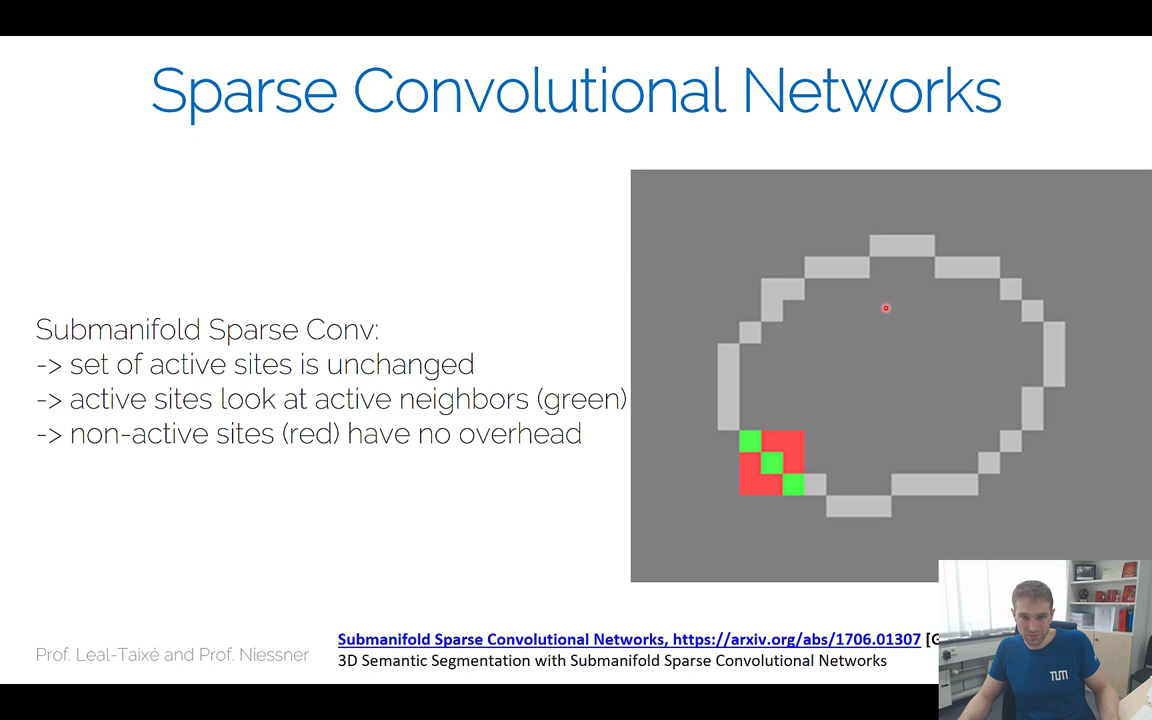 Sparse Convolutional Networks
Submanifold Sparse Conv:
-> set of active sites is unchanged
-> active sites look at active neighbors (green)
-> non-active sites (red) have no overhead
Prof. Leal-Taixé and Prof. Niessner
Submanifold Sparse Convolutional Networks, https://arxiv.org/abs/1706.01307 [G
3D Semantic Segmentation with Submanifold Sparse Convolutional Networks
TUM